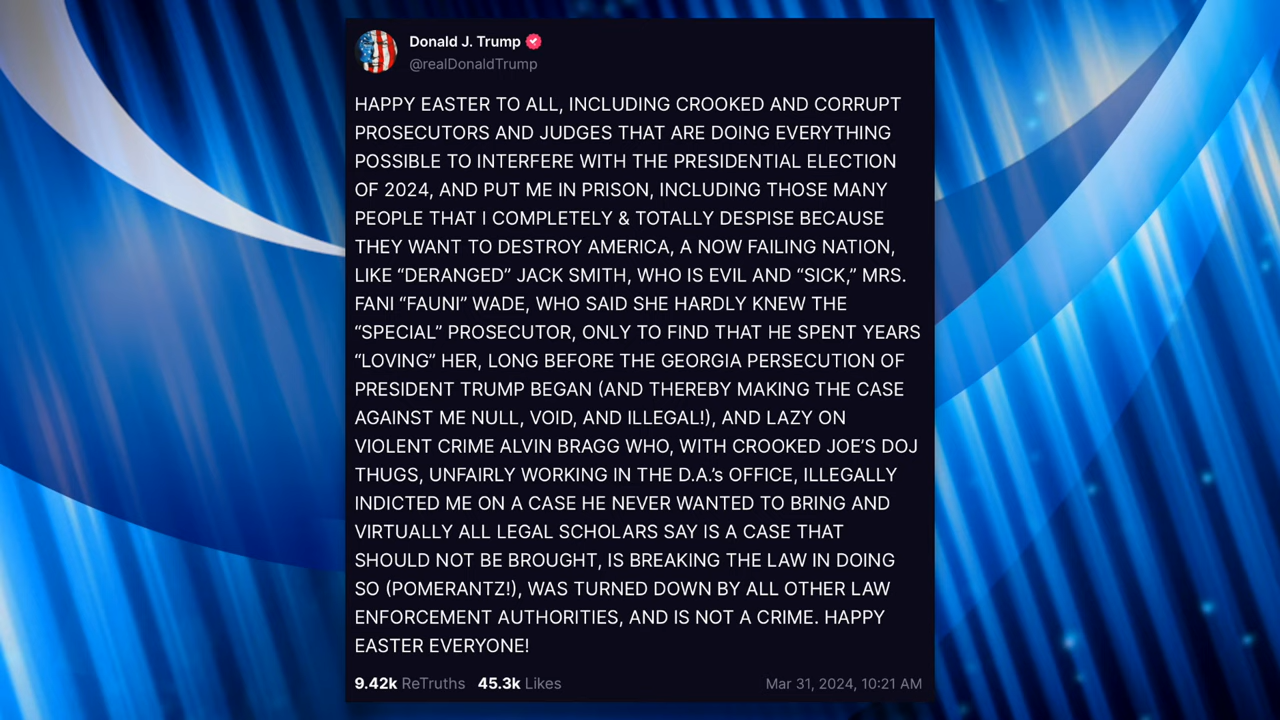 Donald J. Trump
@realDonaldTrump
HAPPY EASTER TO ALL, INCLUDING CROOKED AND CORRUPT
PROSECUTORS AND JUDGES THAT ARE DOING EVERYTHING
POSSIBLE TO INTERFERE WITH THE PRESIDENTIAL ELECTION
OF 2024, AND PUT ME IN PRISON, INCLUDING THOSE MANY
PEOPLE THAT I COMPLETELY & TOTALLY DESPISE BECAUSE
THEY WANT TO DESTROY AMERICA, A NOW FAILING NATION,
LIKE “DERANGED” JACK SMITH, WHO IS EVIL AND “SICK,” MRS.
FANI “FAUNI” WADE, WHO SAID SHE HARDLY KNEW THE
“SPECIAL” PROSECUTOR, ONLY TO FIND THAT HE SPENT YEARS
“LOVING” HER, LONG BEFORE THE GEORGIA PERSECUTION OF
PRESIDENT TRUMP BEGAN (AND THEREBY MAKING THE CASE
AGAINST ME NULL, VOID, AND ILLEGAL!), AND LAZY ON
VIOLENT CRIME ALVIN BRAGG WHO, WITH CROOKED JOE’S DOJ
THUGS, UNFAIRLY WORKING IN THE D.A.’s OFFICE, ILLEGALLY
INDICTED ME ON A CASE HE NEVER WANTED TO BRING AND
VIRTUALLY ALL LEGAL SCHOLARS SAY IS A CASE THAT
SHOULD NOT BE BROUGHT, IS BREAKING THE LAW IN DOING
SO (POMERANTZ!), WAS TURNED DOWN BY ALL OTHER LAW
ENFORCEMENT AUTHORITIES, AND IS NOT A CRIME. HAPPY
EASTER EVERYONE!
9.42k ReTruths 45.3k Likes Mar 31, 2024, 10:21 AM